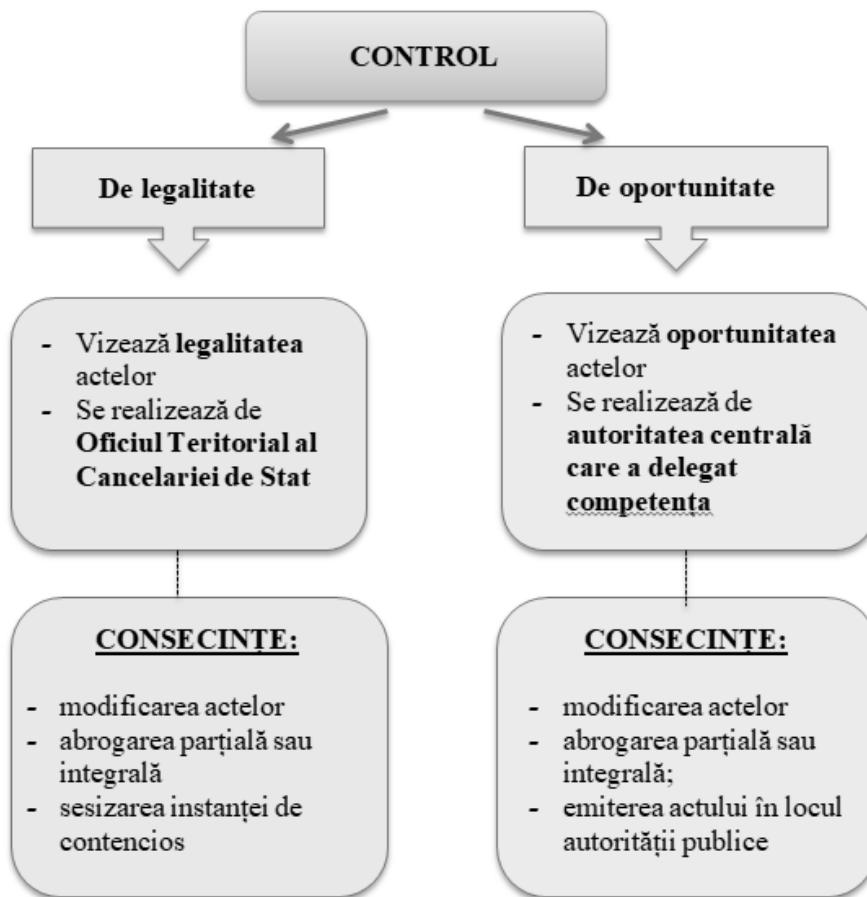 CONTROL
De legalitate
De oportunitate
- Vizează legalitatea
actelor
- Se realizează de
Oficiul Teritorial al
Cancelariei de Stat
- Vizează oportunitatea
actelor
- Se realizează de
autoritatea centrală
care a delegat
competența
CONSECINȚE:
- modificarea actelor
- abrogarea parțială sau
integrală
- sesizarea instanței de
contencios
CONSECINȚE:
- modificarea actelor
- abrogarea parțială sau
integrală;
- emiterea actului în locul
autorității publice